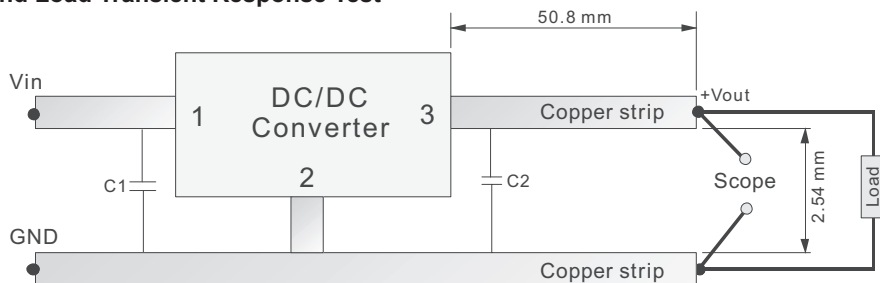 nd Load Transient Response Test
50.8 mm
Vin
+Vout
DC/DC
Converter
1
3
Copper strip
C1
2
C2
Scope
2.54 mm
Load
GND
Copper strip